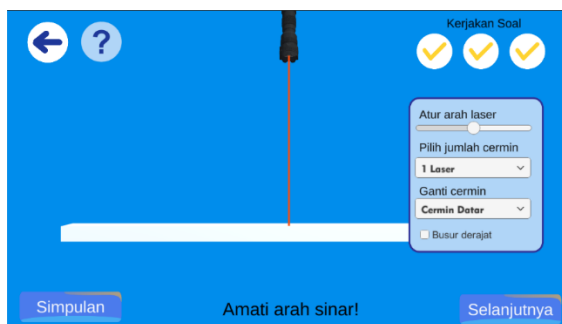 ?
Kerjakan Soal
Atur arah laser
Pilih jumlah cermin
1 Laser
Ganti cermin
Cermin Datar
Busur derajat
Simpulan
Amati arah sinar!
Selanjutnya